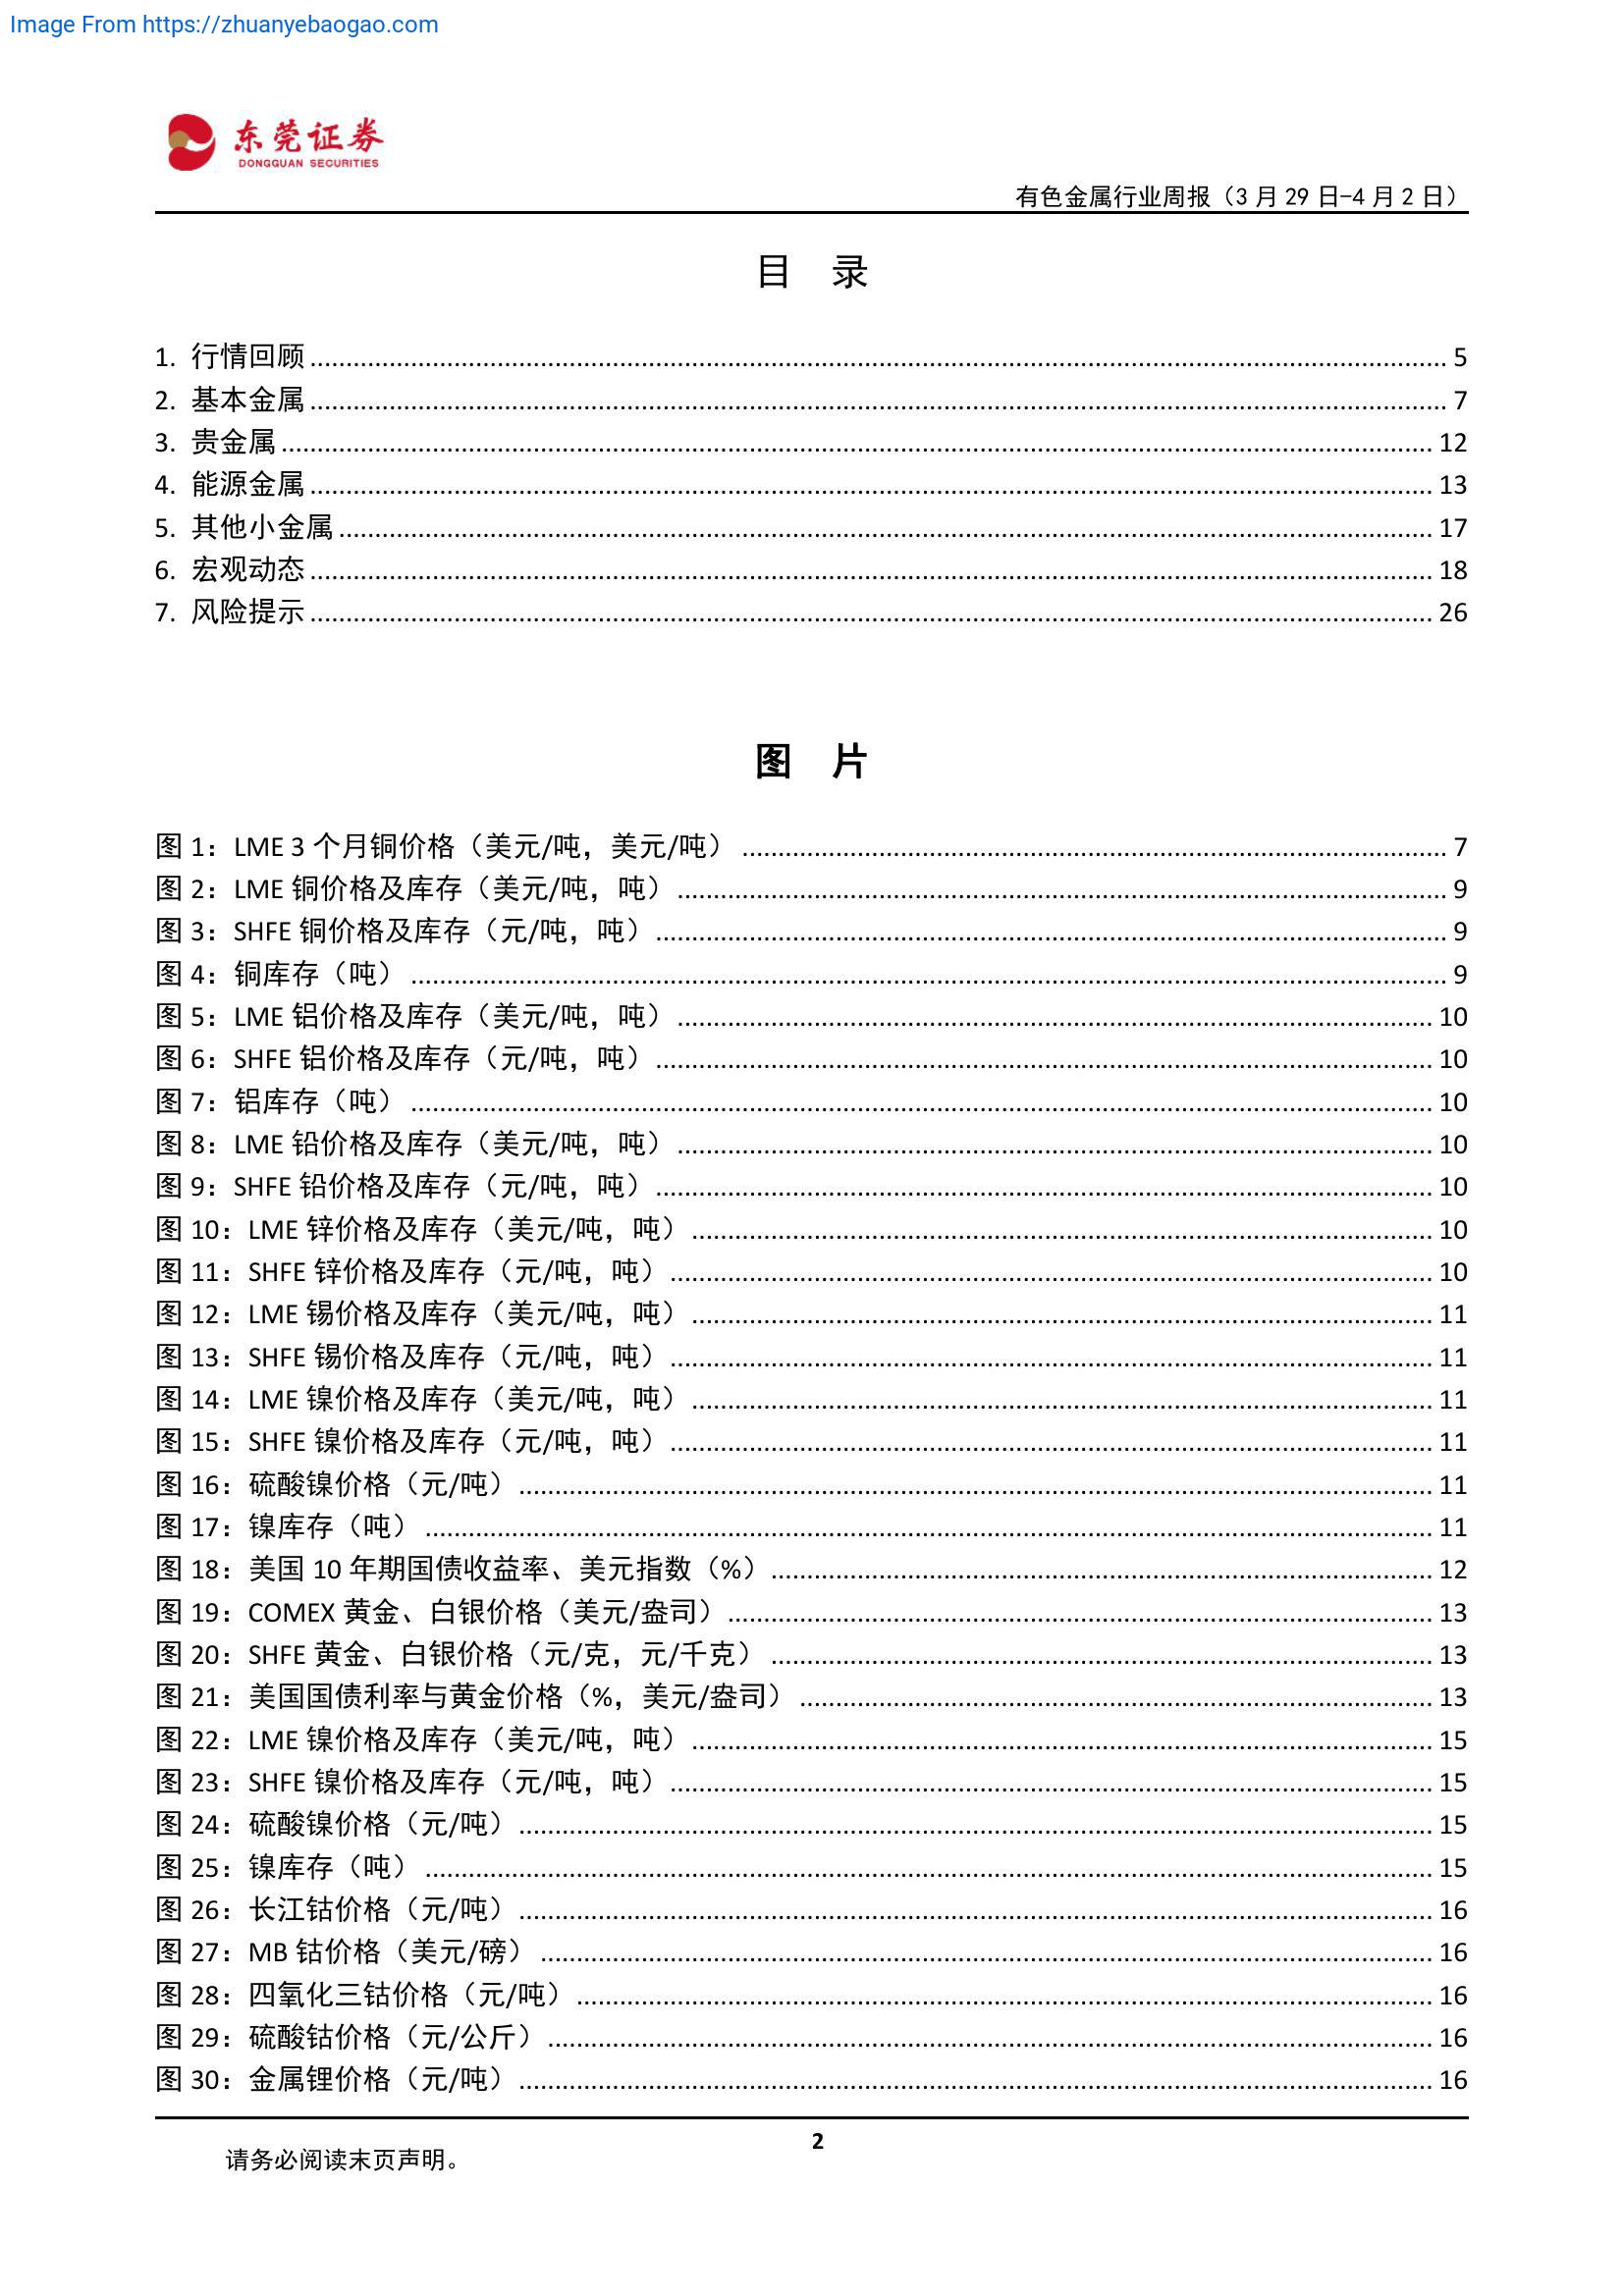 Image From https://zhuanyebaogao.com
东莞证券
DONGGUAN SECURITIES
有色金属行业周报（3 月 29 日-4 月 2 日）
目 录
1. 行情回顾 ........ 5
2. 基本金属 ........ 7
3. 贵金属 ........ 12
4. 能源金属 ........ 13
5. 其他小金属 ........ 17
6. 宏观动态 ........ 18
7. 风险提示 ........ 26
图 片
图 1：LME 3 个月铜价格（美元/吨，美元/吨） ........ 7
图 2：LME 铜价格及库存（美元/吨，吨） ........ 9
图 3：SHFE 铜价格及库存（元/吨，吨） ........ 9
图 4：铜库存（吨） ........ 9
图 5：LME 铝价格及库存（美元/吨，吨） ........ 10
图 6：SHFE 铝价格及库存（元/吨，吨） ........ 10
图 7：铝库存（吨） ........ 10
图 8：LME 铅价格及库存（美元/吨，吨） ........ 10
图 9：SHFE 铅价格及库存（元/吨，吨） ........ 10
图 10：LME 锌价格及库存（美元/吨，吨） ........ 10
图 11：SHFE 锌价格及库存（元/吨，吨） ........ 10
图 12：LME 锡价格及库存（美元/吨，吨） ........ 11
图 13：SHFE 锡价格及库存（元/吨，吨） ........ 11
图 14：LME 镍价格及库存（美元/吨，吨） ........ 11
图 15：SHFE 镍价格及库存（元/吨，吨） ........ 11
图 16：硫酸镍价格（元/吨） ........ 11
图 17：镍库存（吨） ........ 11
图 18：美国 10 年期国债收益率、美元指数（%） ........ 12
图 19：COMEX 黄金、白银价格（美元/盎司） ........ 13
图 20：SHFE 黄金、白银价格（元/克，元/千克） ........ 13
图 21：美国国债利率与黄金价格（%，美元/盎司） ........ 13
图 22：LME 镍价格及库存（美元/吨，吨） ........ 15
图 23：SHFE 镍价格及库存（元/吨，吨） ........ 15
图 24：硫酸镍价格（元/吨） ........ 15
图 25：镍库存（吨） ........ 15
图 26：长江钴价格（元/吨） ........ 16
图 27：MB 钴价格（美元/磅） ........ 16
图 28：四氧化三钴价格（元/吨） ........ 16
图 29：硫酸钴价格（元/公斤） ........ 16
图 30：金属锂价格（元/吨） ........ 16
2
请务必阅读末页声明。